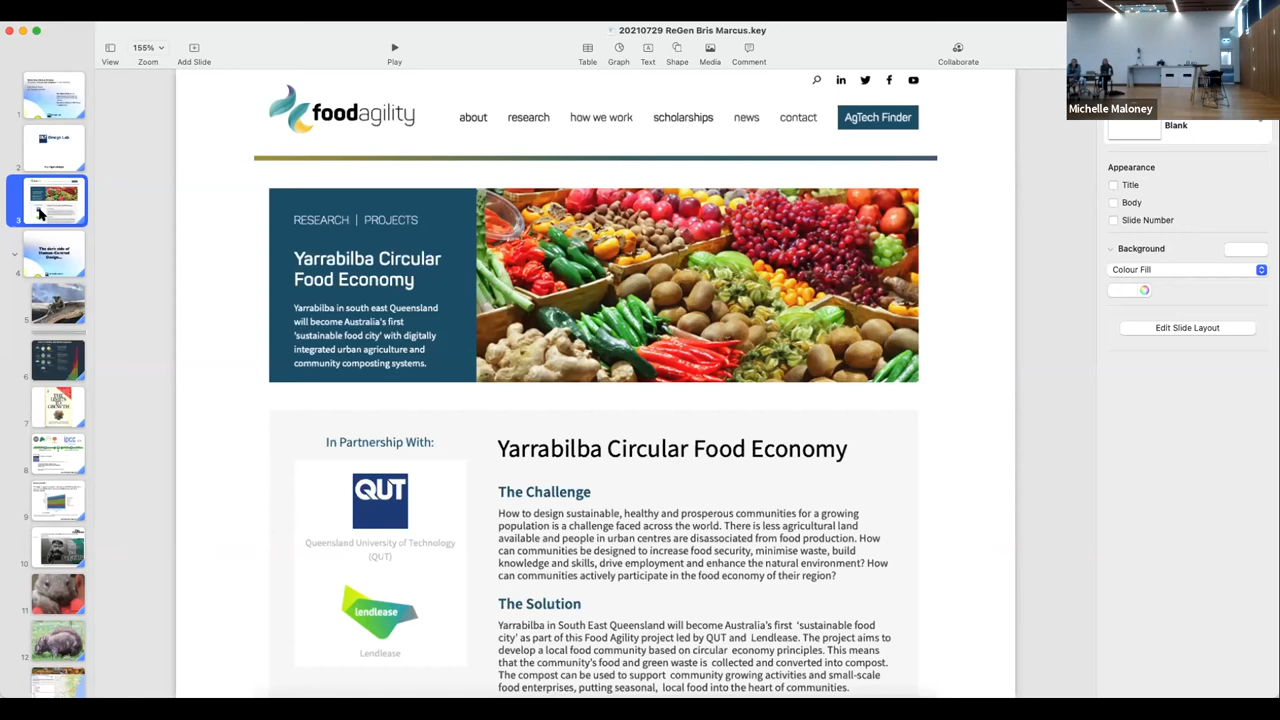 20210729 ReGen Bris Marcus.key
155%
View
Zoom
Add Slide
Play
Table
Graph
Shape
Text
Media
Comment
Collaborate
Michelle Maloney
1
2
3
4
5
6
7
8
9
10
11
12
foodagility
about
research
how we work
scholarships
news
contact
AgTech Finder
RESEARCH | PROJECTS
Yarrabilba Circular
Food Economy
Yarrabilba in south east Queensland
will become Australia's first
'sustainable food city' with digitally
integrated urban agriculture and
community composting systems.
In Partnership With:
QUT
Queensland University of Technology
(QUT)
lendlease
Lendlease
Yarrabilba Circular Food Economy
The Challenge
How to design sustainable, healthy and prosperous communities for a growing
population is a challenge faced across the world. There is less agricultural land
available and people in urban centres are disassociated from food production. How
can communities be designed to increase food security, minimise waste, build
knowledge and skills, drive employment and enhance the natural environment? How
can communities actively participate in the food economy of their region?
The Solution
Yarrabilba in South East Queensland will become Australia's first 'sustainable food
city' as part of this Food Agility project led by QUT and Lendlease. The project aims to
develop a local food community based on circular economy principles. This means
that the community's food and green waste is collected and converted into compost.
The compost can be used to support community growing activities and small-scale
food enterprises, putting seasonal, local food into the heart of communities.
Blank
Appearance
Title
Body
Slide Number
Background
Colour Fill
Edit Slide Layout